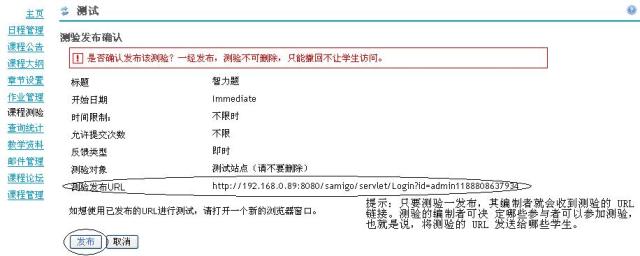 主页
日程管理
课程公告
课程大纲
章节设置
作业管理
课程测验
查询统计
教学资料
邮件管理
课程论坛
课程管理
测试
测验发布确认
是否确认发布该测验？一经发布，测验不可删除，只能撤回不让学生访问。
标题 智力题
开始日期 Immediate
时间限制： 不限时
允许提交次数 不限
反馈类型 即时
测验对象 测试站点（请不要删除）
测验发布URL http://192.168.0.89:8080/samigo/servlet/Login?id=admin1188808637934
如想使用已发布的URL进行测试，请打开一个新的浏览器窗口。
提示：只要测验一发布，其编制者就会收到测验的 URL
链接。测验的编制者可决 定哪些参与者可以参加测验，
也就是说，将测验的 URL 发送给哪些学生。
发布 取消